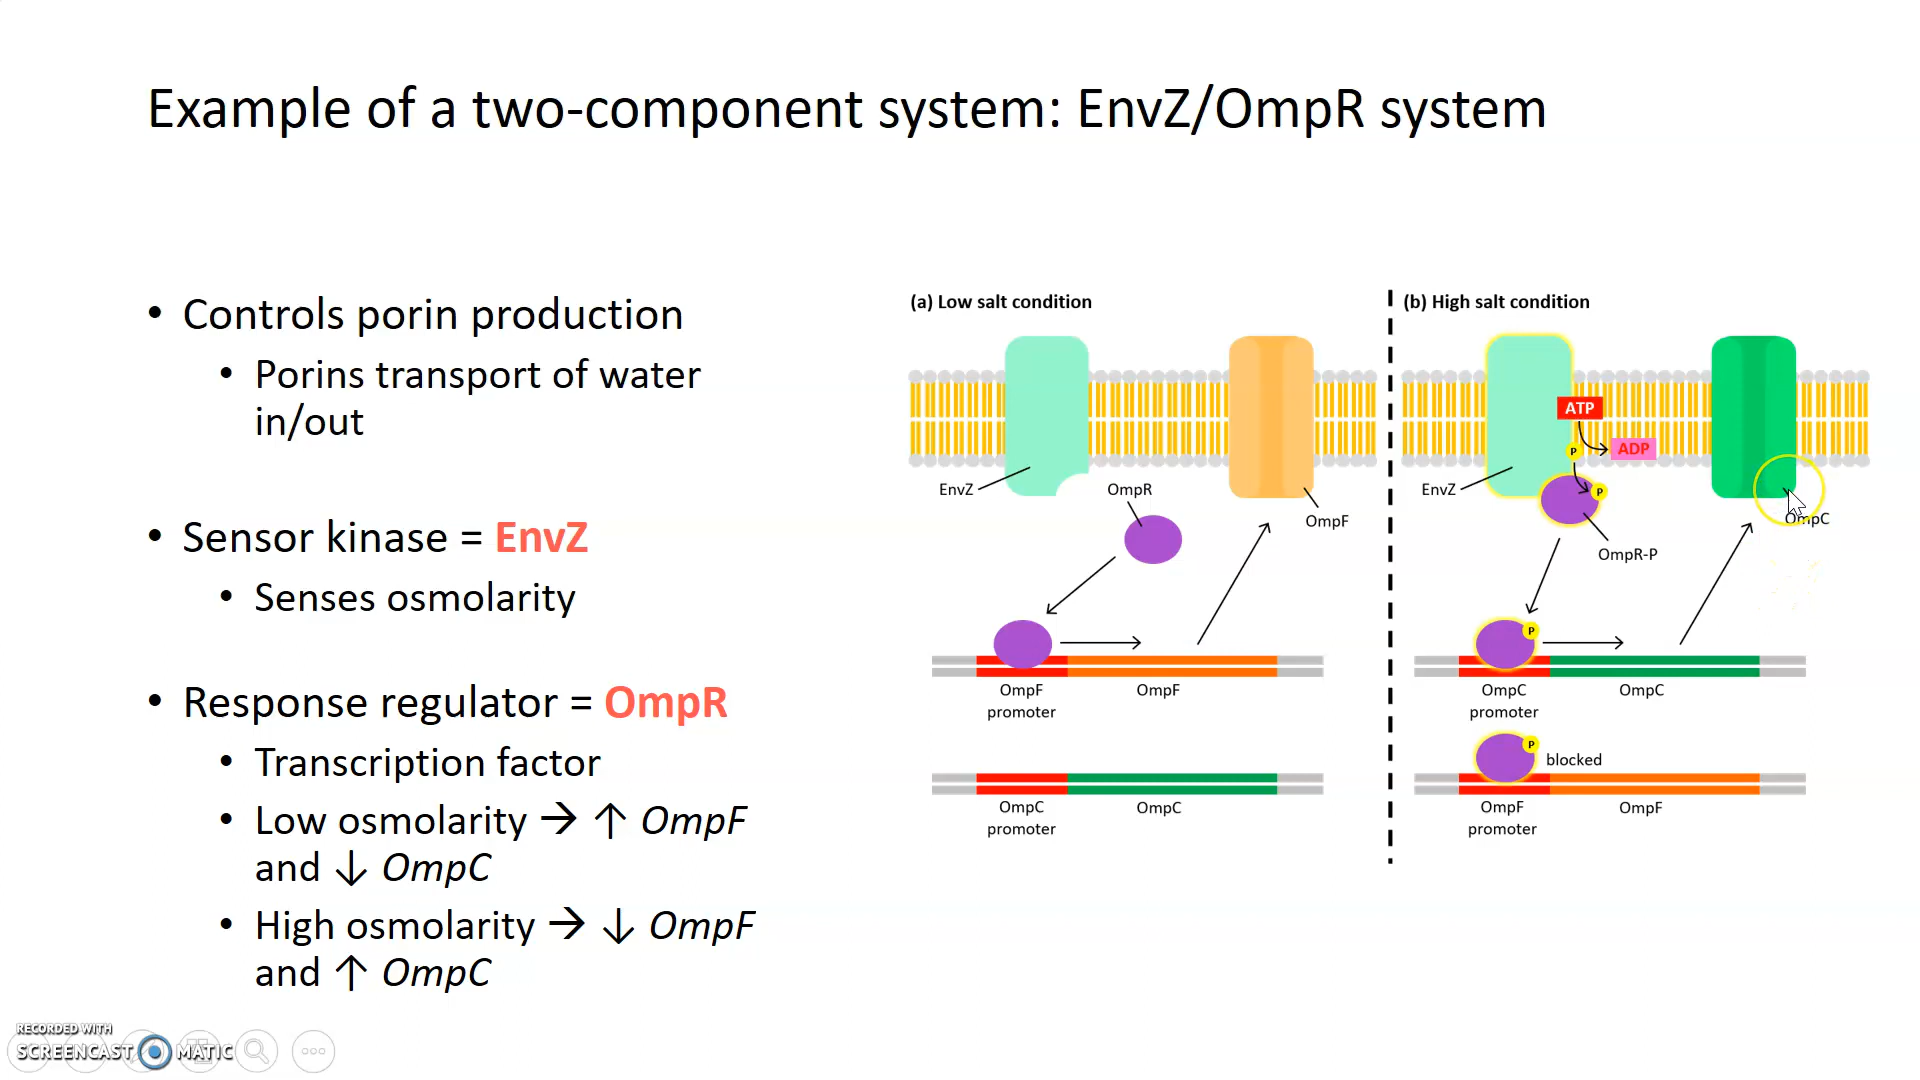 Example of a two-component system: EnvZ/OmpR system
• Controls porin production
• Porins transport of water
in/out
• Sensor kinase = EnvZ
• Senses osmolarity
• Response regulator = OmpR
• Transcription factor
• Low osmolarity → ↑ OmpF
and ↓ OmpC
• High osmolarity → ↓ OmpF
and ↑ OmpC
(a) Low salt condition
EnvZ
OmpR
OmpF
OmpF
promoter
OmpF
OmpC
promoter
OmpC
(b) High salt condition
ATP
ADP
P
P
EnvZ
OmpC
OmpR-P
P
OmpC
promoter
OmpC
P
blocked
OmpF
promoter
OmpF
RECORDED WITH
SCREENCAST MATIC